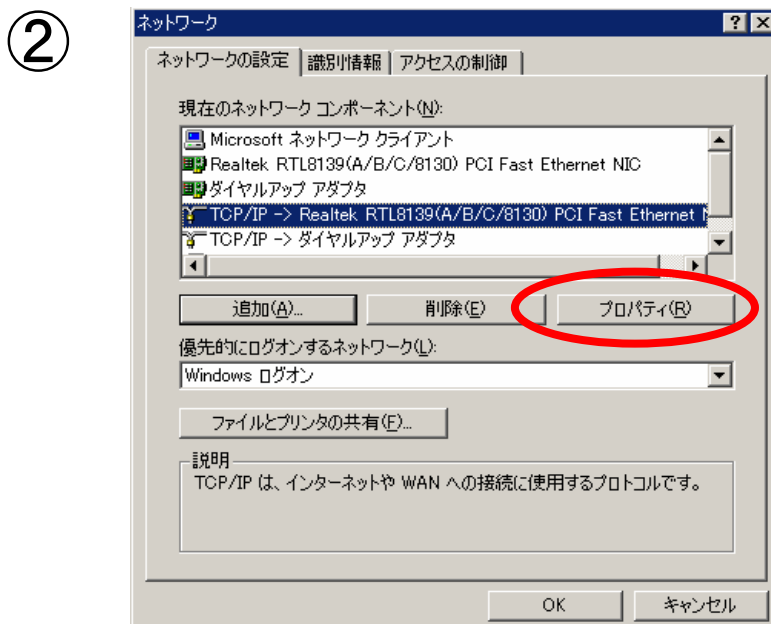 ②
ネットワーク
ネットワークの設定 識別情報 アクセスの制御
現在のネットワーク コンポーネント(N):
Microsoft ネットワーク クライアント
Realtek RTL8139(A/B/C/8130) PCI Fast Ethernet NIC
ダイヤルアップ アダプタ
TCP/IP -> Realtek RTL8139(A/B/C/8130) PCI Fast Ethernet
TCP/IP -> ダイヤルアップ アダプタ
追加(A)... 削除(E) プロパティ(R)
優先的にログオンするネットワーク(L):
Windows ログオン
ファイルとプリンタの共有(F)...
説明
TCP/IP は、インターネットや WAN への接続に使用するプロトコルです。
OK キャンセル